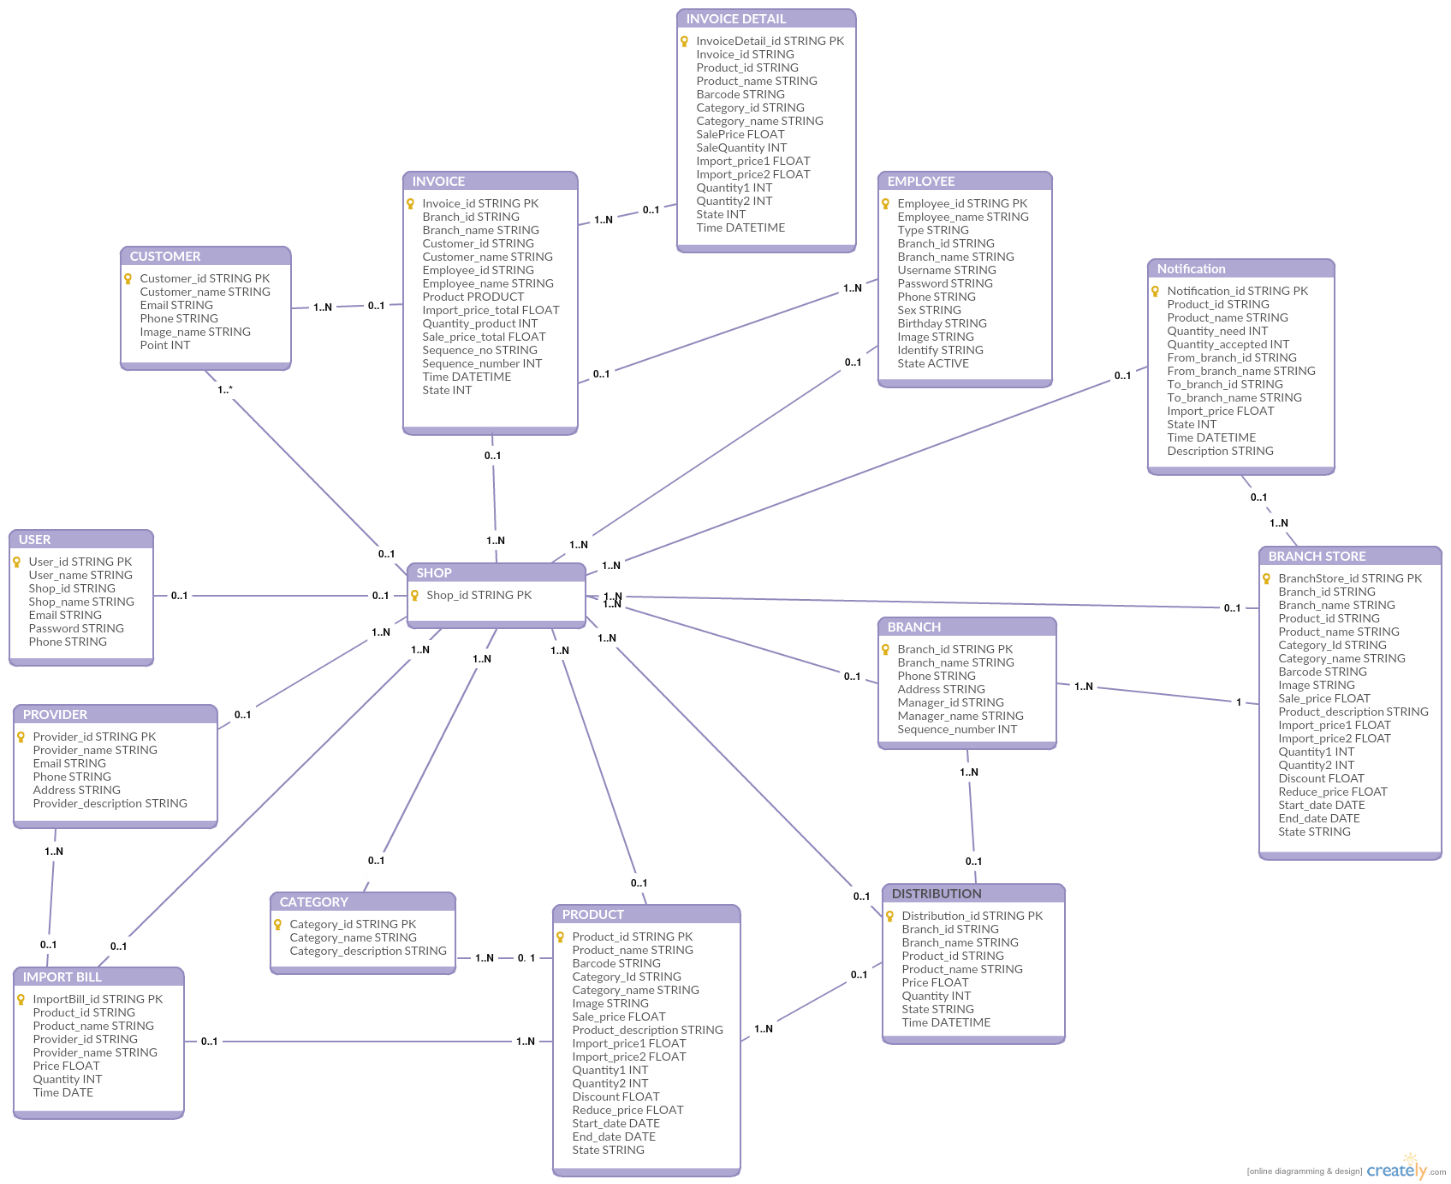 INVOICE DETAIL
InvoiceDetail_id STRING PK
Invoice_id STRING
Product_id STRING
Product_name STRING
Barcode STRING
Category_id STRING
Category_name STRING
SalePrice FLOAT
SaleQuantity INT
Import_price1 FLOAT
Import_price2 FLOAT
Quantity1 INT
Quantity2 INT
State INT
Time DATETIME
INVOICE
Invoice_id STRING PK
Branch_id STRING
Branch_name STRING
Customer_id STRING
Customer_name STRING
Employee_id STRING
Employee_name STRING
Product PRODUCT
Import_price_total FLOAT
Quantity_product INT
Sale_price_total FLOAT
Sequence_no STRING
Sequence_number INT
Time DATETIME
State INT
1..N
0..1
EMPLOYEE
Employee_id STRING PK
Employee_name STRING
Type STRING
Branch_id STRING
Branch_name STRING
Username STRING
Password STRING
Phone STRING
Sex STRING
Birthday STRING
Image STRING
Identify STRING
State ACTIVE
1..N
0..1
0..1
CUSTOMER
Customer_id STRING PK
Customer_name STRING
Email STRING
Phone STRING
Image_name STRING
Point INT
1..N
0..1
1..*
Notification
Notification_id STRING PK
Product_id STRING
Product_name STRING
Quantity_need INT
Quantity_accepted INT
From_branch_id STRING
From_branch_name STRING
To_branch_id STRING
To_branch_name STRING
Import_price FLOAT
State INT
Time DATETIME
Description STRING
0..1
0..1
1..N
0..1
1..N
1..N
1..N
0..1
USER
User_id STRING PK
User_name STRING
Shop_id STRING
Shop_name STRING
Email STRING
Password STRING
Phone STRING
0..1
0..1
SHOP
Shop_id STRING PK
1..N
1..N
0..1
BRANCH STORE
BranchStore_id STRING PK
Branch_id STRING
Branch_name STRING
Product_id STRING
Product_name STRING
Category_Id STRING
Category_name STRING
Barcode STRING
Image STRING
Sale_price FLOAT
Product_description STRING
Import_price1 FLOAT
Import_price2 FLOAT
Quantity1 INT
Quantity2 INT
Discount FLOAT
Reduce_price FLOAT
Start_date DATE
End_date DATE
State STRING
BRANCH
Branch_id STRING PK
Branch_name STRING
Phone STRING
Address STRING
Manager_id STRING
Manager_name STRING
Sequence_number INT
0..1
1..N
1
1..N
1..N
1..N
1..N
1..N
0..1
PROVIDER
Provider_id STRING PK
Provider_name STRING
Email STRING
Phone STRING
Address STRING
Provider_description STRING
1..N
0..1
0..1
1..N
0..1
0..1
0..1
0..1
CATEGORY
Category_id STRING PK
Category_name STRING
Category_description STRING
1..N
0. 1
PRODUCT
Product_id STRING PK
Product_name STRING
Barcode STRING
Category_Id STRING
Category_name STRING
Image STRING
Sale_price FLOAT
Product_description STRING
Import_price1 FLOAT
Import_price2 FLOAT
Quantity1 INT
Quantity2 INT
Discount FLOAT
Reduce_price FLOAT
Start_date DATE
End_date DATE
State STRING
DISTRIBUTION
Distribution_id STRING PK
Branch_id STRING
Branch_name STRING
Product_id STRING
Product_name STRING
Price FLOAT
Quantity INT
State STRING
Time DATETIME
0..1
1..N
IMPORT BILL
ImportBill_id STRING PK
Product_id STRING
Product_name STRING
Provider_id STRING
Provider_name STRING
Price FLOAT
Quantity INT
Time DATE
0..1
1..N
[online diagramming & design] creately.com